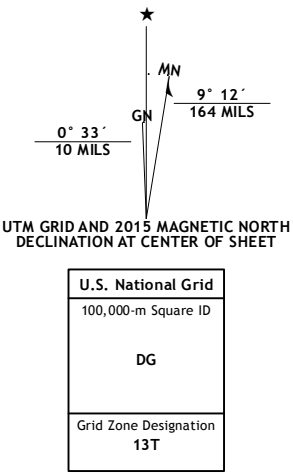 ★
MN
GN
9° 12´
164 MILS
0° 33´
10 MILS
UTM GRID AND 2015 MAGNETIC NORTH
DECLINATION AT CENTER OF SHEET
U.S. National Grid
100,000-m Square ID
DG
Grid Zone Designation
13T